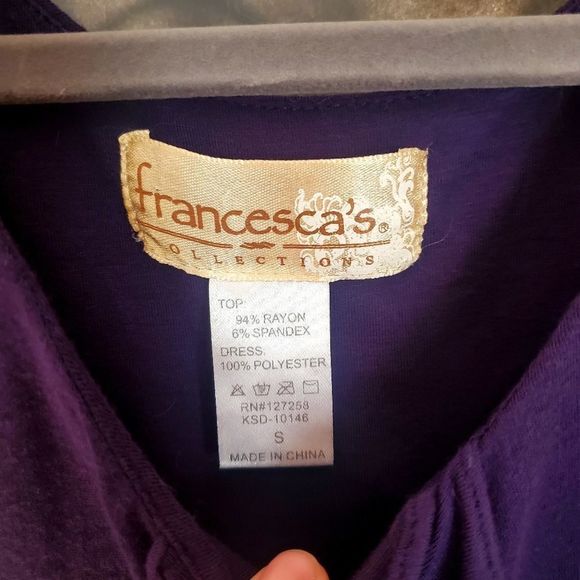 francesca's®
COLLECTIONS
TOP:
94% RAYON
6% SPANDEX
DRESS:
100% POLYESTER
RN#127258
KSD-10146
S
MADE IN CHINA